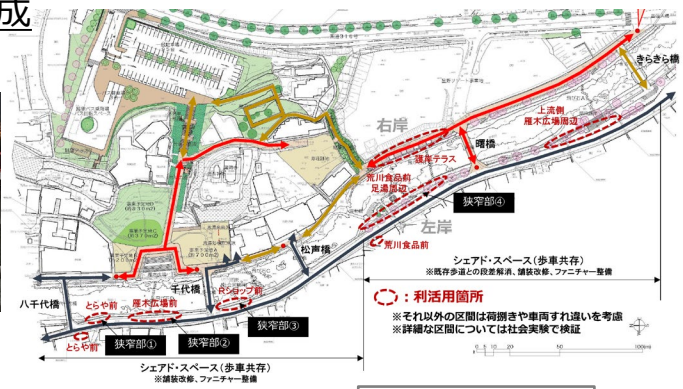 成
きらきら橋
上流側
雁木広場周辺
右岸
曙橋
護岸テラス
荒川食品前
足湯周辺
狭窄部④
左岸
荒川食品前
松声橋
シェアド・スペース(歩車共存)
※既存歩道との段差解消、舗装改修、ファニチャー整備
八千代橋
千代橋
とらや前
雁木広場前
Rショップ前
狭窄部③
:利活用箇所
※それ以外の区間は荷捌きや車両すれ違いを考慮
※詳細な区間については社会実験で検証
とらや前
狭窄部①
狭窄部②
0 5 10 20 50 100(m)
シェアド・スペース(歩車共存)
※舗装改修、ファニチャー整備